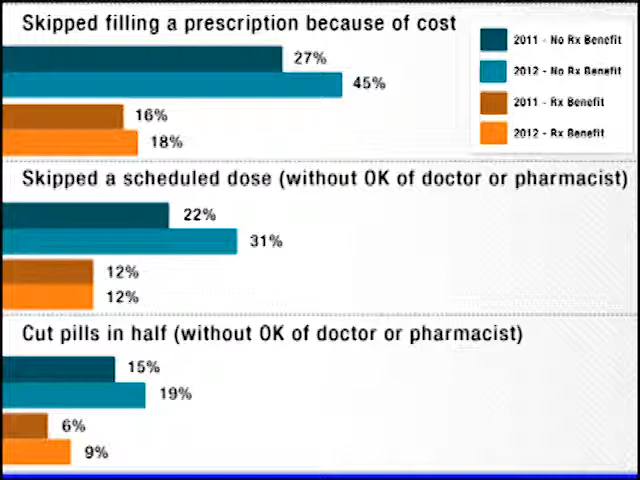 Skipped filling a prescription because of cost
27%
45%
16%
18%
2011 - No Rx Benefit
2012 - No Rx Benefit
2011 - Rx Benefit
2012 - Rx Benefit
Skipped a scheduled dose (without OK of doctor or pharmacist)
22%
31%
12%
12%
Cut pills in half (without OK of doctor or pharmacist)
15%
19%
6%
9%